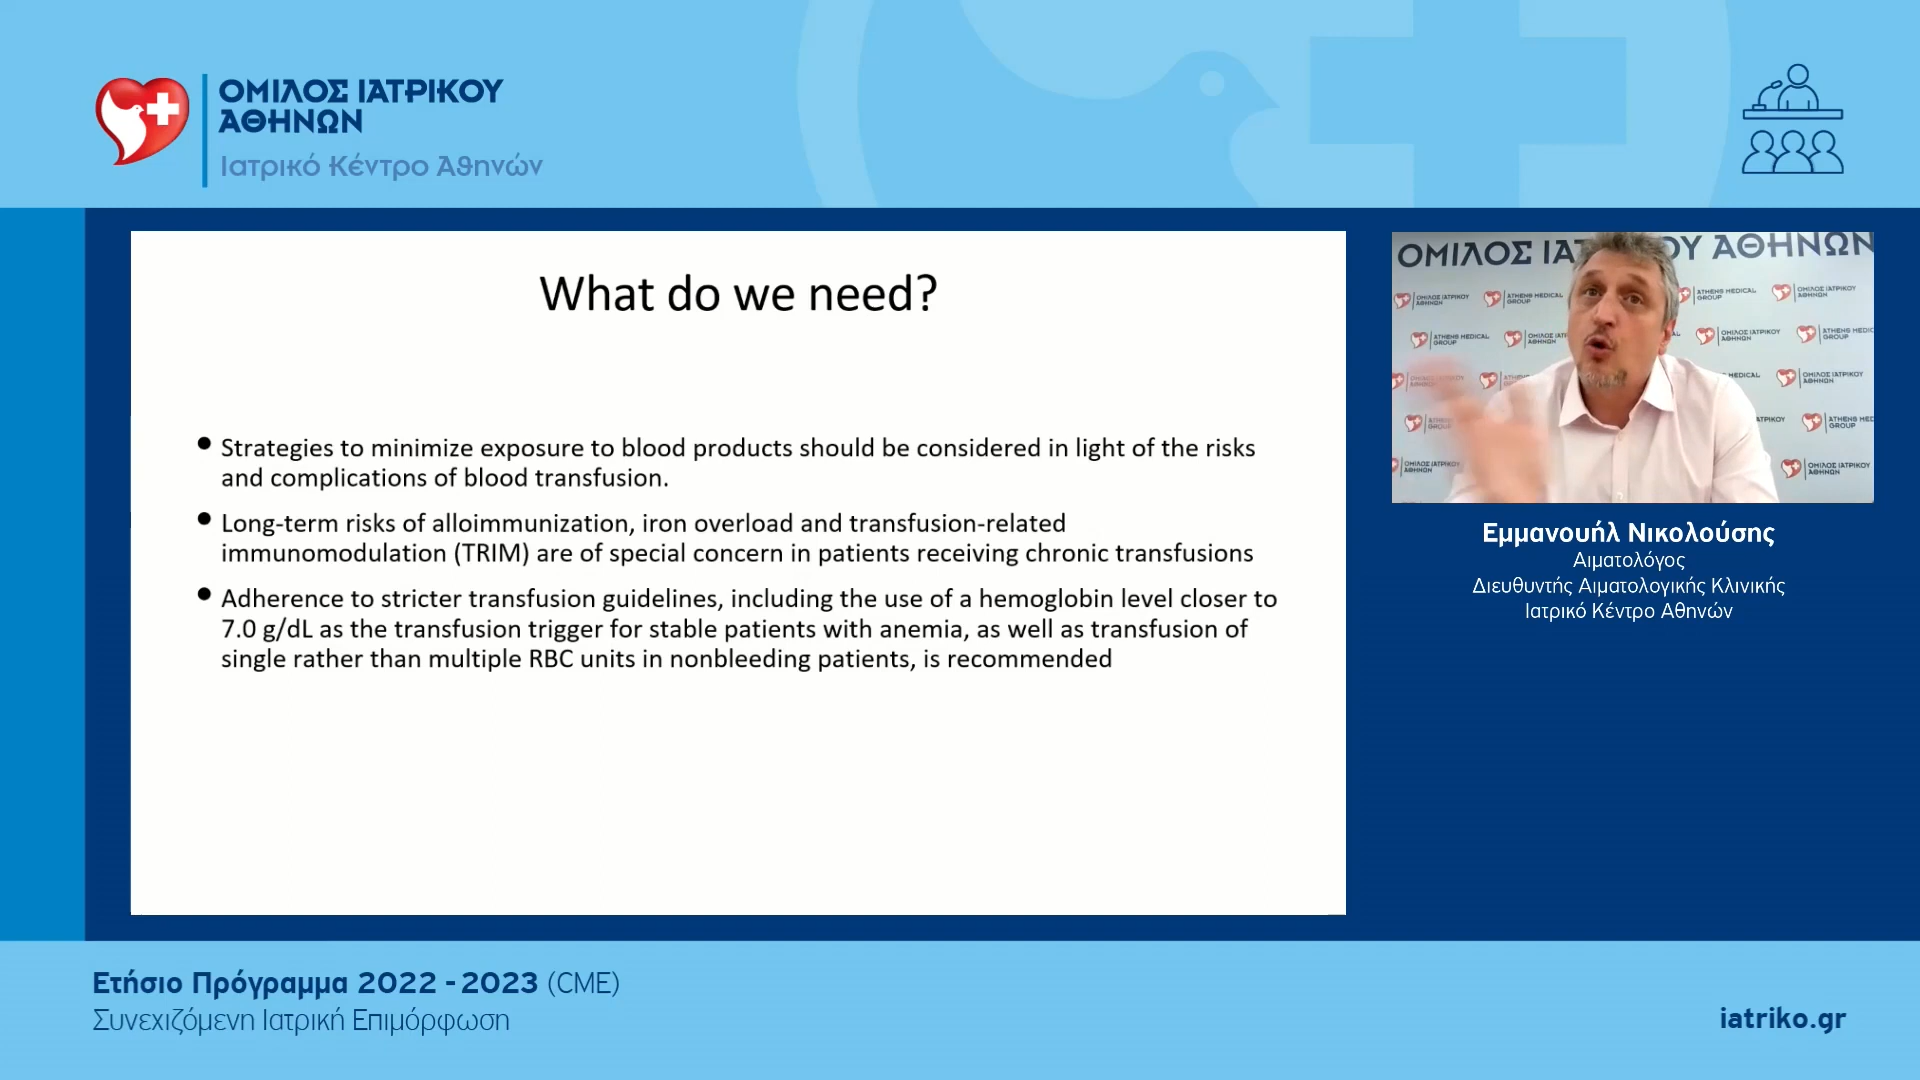 ΟΜΙΛΟΣ ΙΑΤΡΙΚΟΥ
ΑΘΗΝΩΝ
Ιατρικό Κέντρο Αθηνών
What do we need?
• Strategies to minimize exposure to blood products should be considered in light of the risks
and complications of blood transfusion.
• Long-term risks of alloimmunization, iron overload and transfusion-related
immunomodulation (TRIM) are of special concern in patients receiving chronic transfusions
• Adherence to stricter transfusion guidelines, including the use of a hemoglobin level closer to
7.0 g/dL as the transfusion trigger for stable patients with anemia, as well as transfusion of
single rather than multiple RBC units in nonbleeding patients, is recommended
Εμμανουήλ Νικολούσης
Αιματολόγος
Διευθυντής Αιματολογικής Κλινικής
Ιατρικό Κέντρο Αθηνών
Ετήσιο Πρόγραμμα 2022 - 2023 (CME)
Συνεχιζόμενη Ιατρική Επιμόρφωση
iatriko.gr